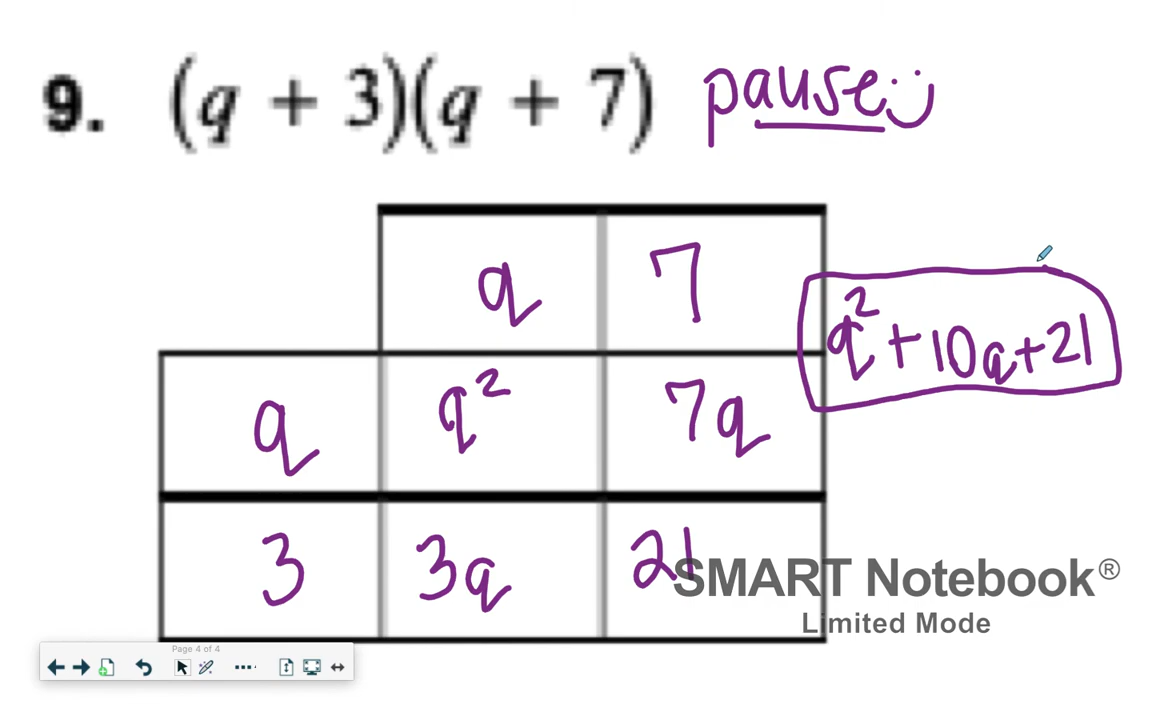 9. (q + 3)(q + 7) pause:)
q 7
q q² 7q
q² + 10q + 21
3 3q 21
SMART Notebook®
Limited Mode
Page 4 of 4